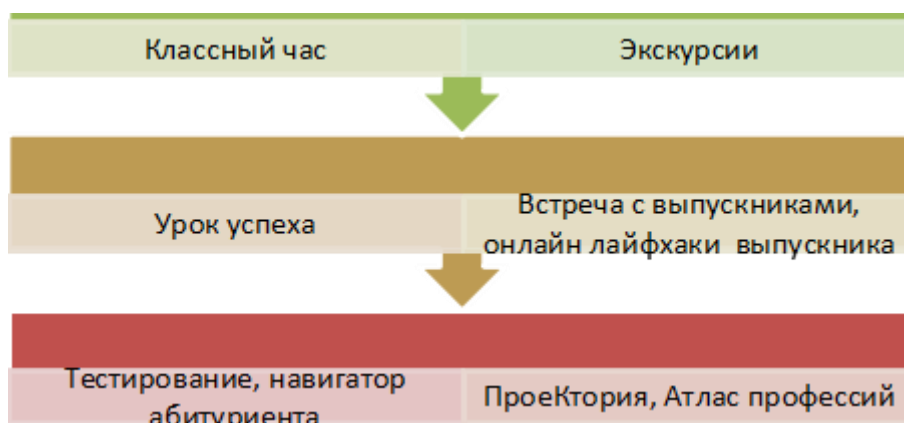 Классный час
Экскурсии
Урок успеха
Встреча с выпускниками,
онлайн лайфхаки выпускника
Тестирование, навигатор
абитуриента
ПроеКтория, Атлас профессий